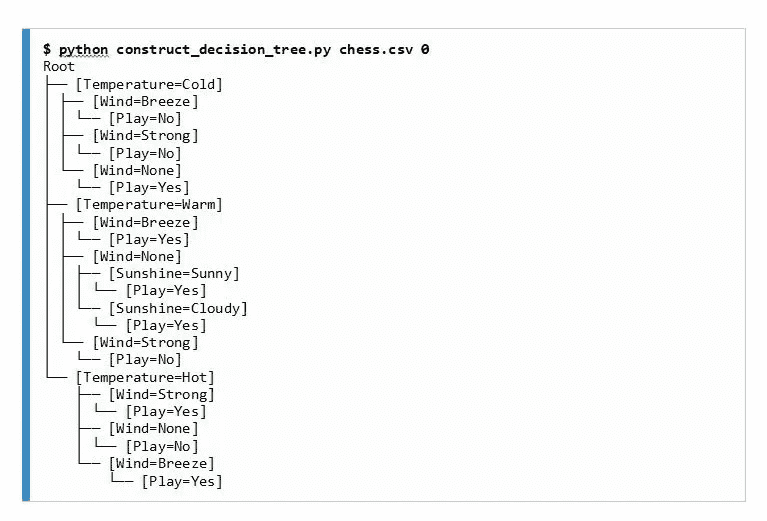 $ python construct_decision_tree.py chess.csv 0
Root
├── [Temperature=Cold]
│ ├── [Wind=Breeze]
│ │ └── [Play=No]
│ ├── [Wind=Strong]
│ │ └── [Play=No]
│ └── [Wind=None]
│   └── [Play=Yes]
├── [Temperature=Warm]
│ ├── [Wind=Breeze]
│ │ └── [Play=Yes]
│ ├── [Wind=None]
│ │ ├── [Sunshine=Sunny]
│ │ │ └── [Play=Yes]
│ │ └── [Sunshine=Cloudy]
│ │   └── [Play=Yes]
│ └── [Wind=Strong]
│   └── [Play=No]
└── [Temperature=Hot]
    ├── [Wind=Strong]
    │ └── [Play=Yes]
    ├── [Wind=None]
    │ └── [Play=No]
    └── [Wind=Breeze]
        └── [Play=Yes]